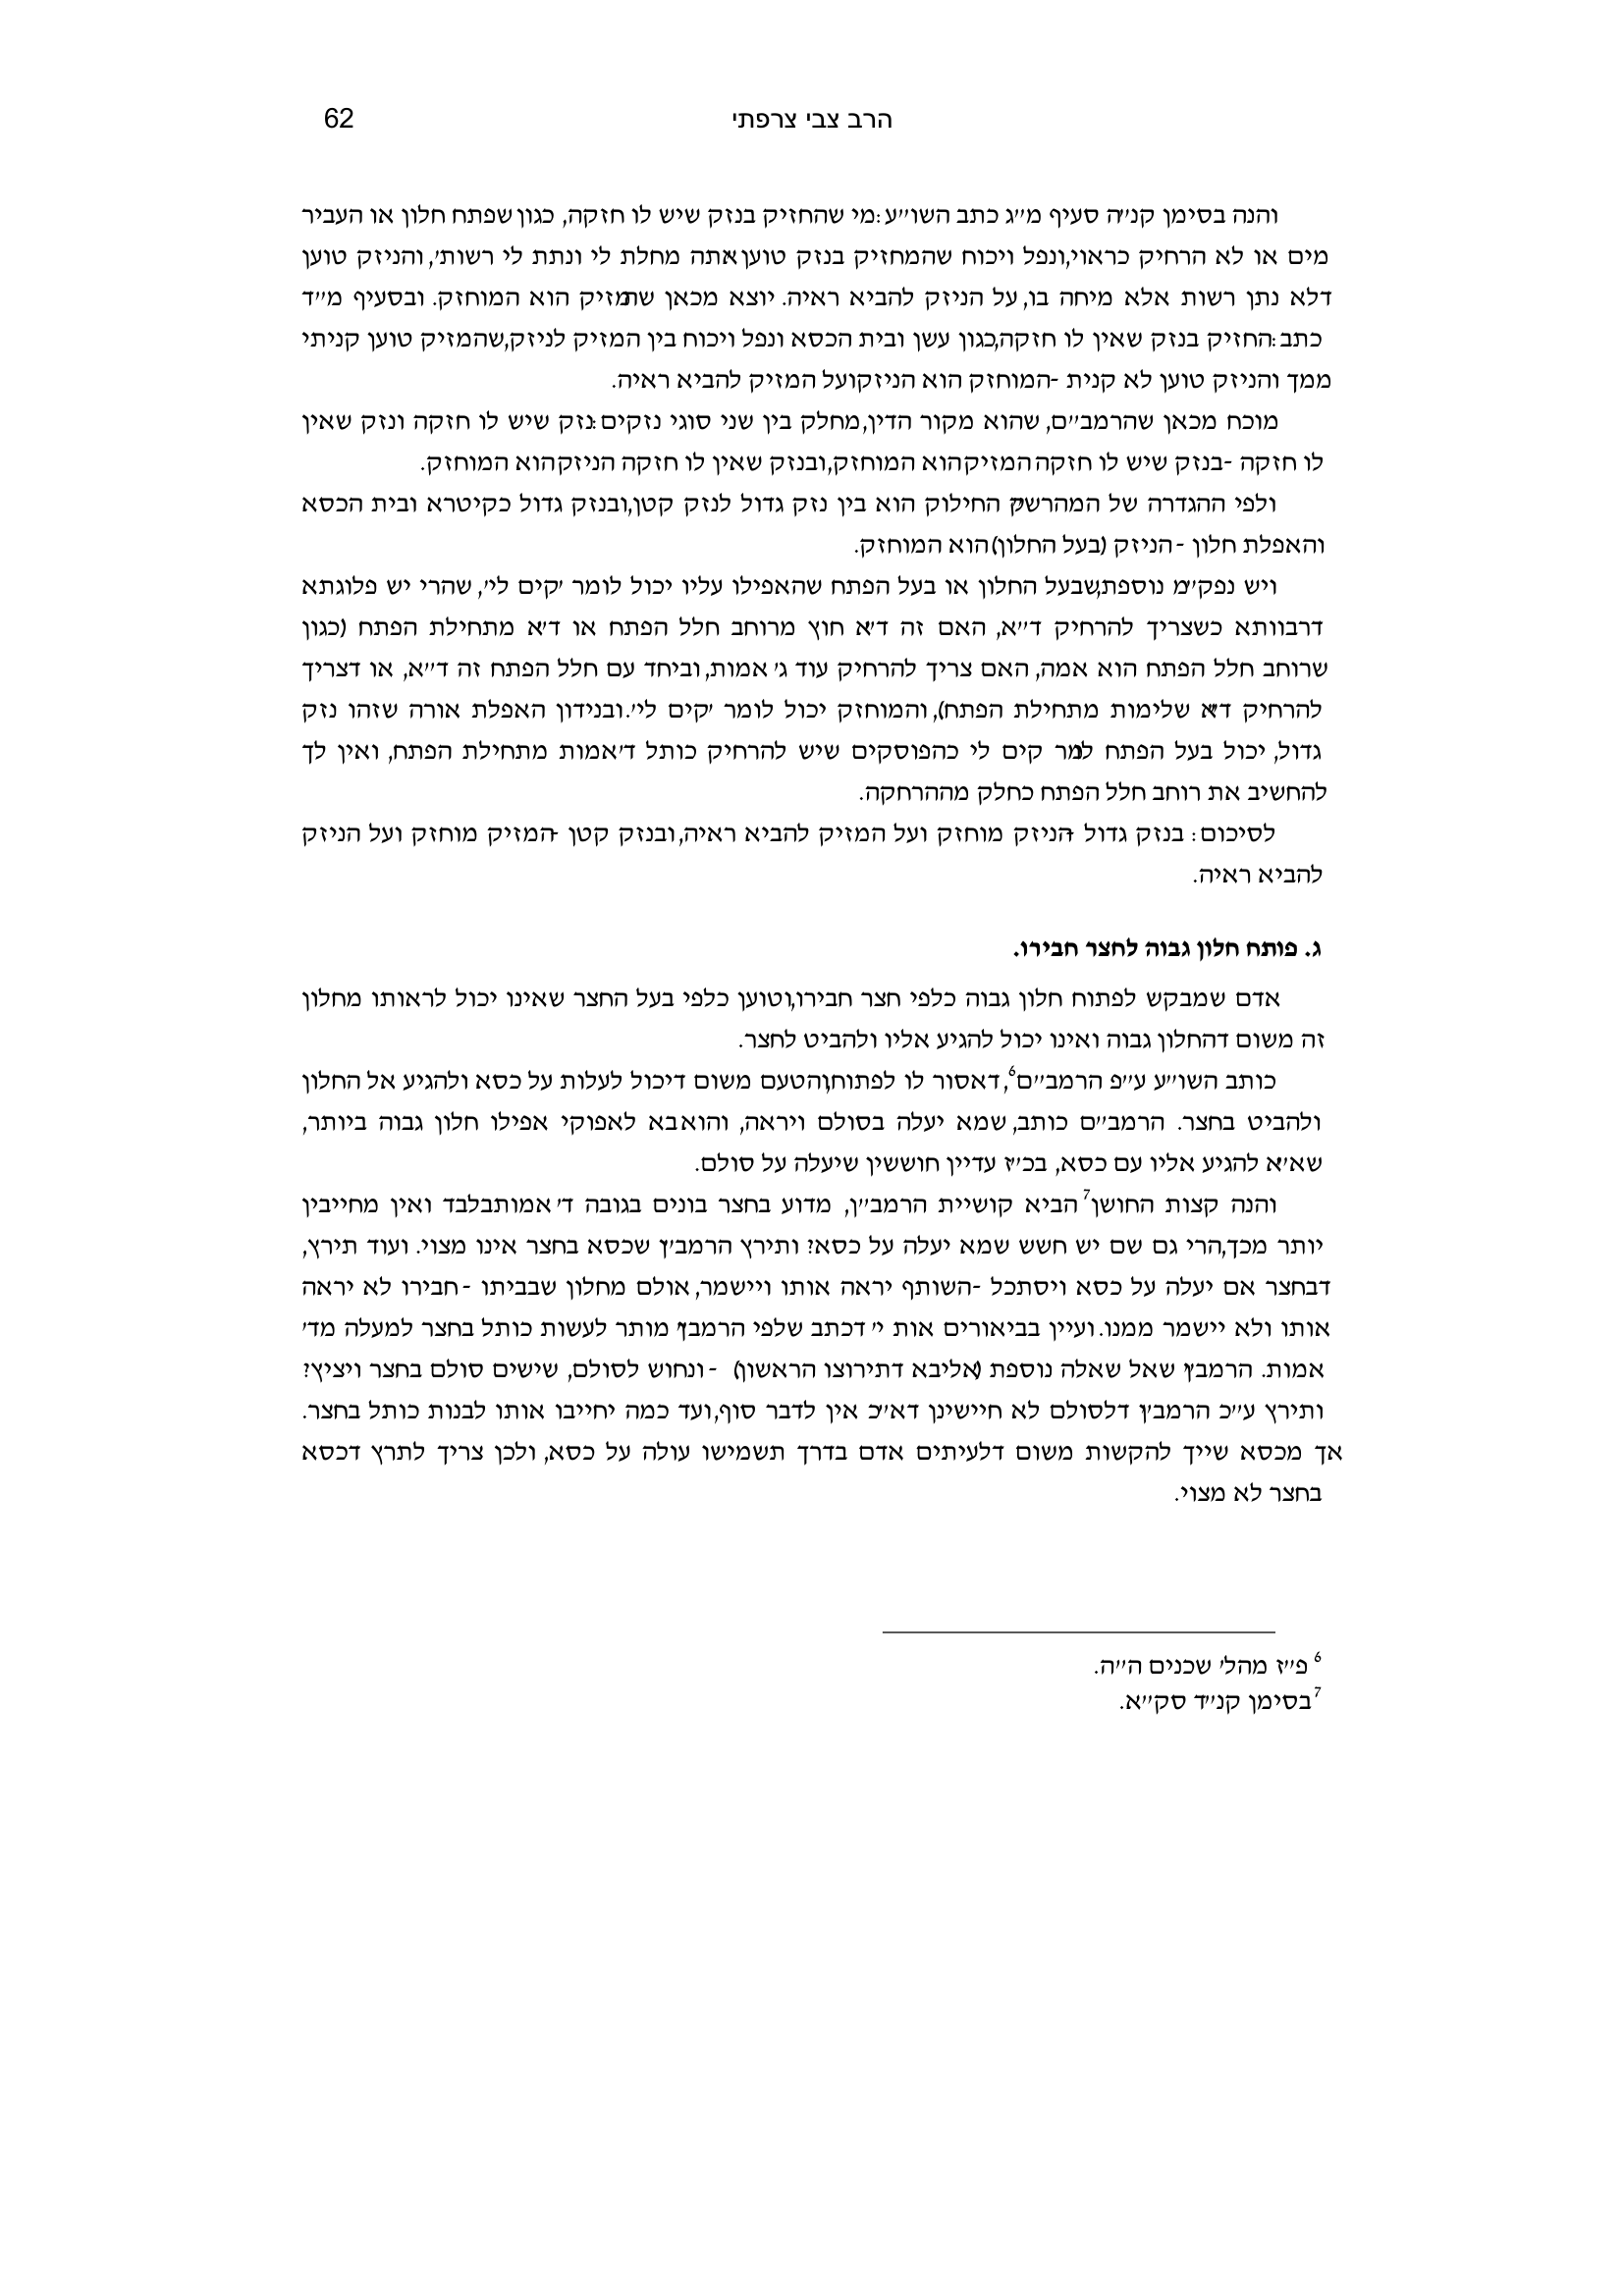 הרב צבי צרפתי 62
והנה בסימן קנ"ה סעיף מ"ג כתב השו"ע: מי שהחזיק בנזק שיש לו חזקה, כגון שפתח חלון או העביר
מים או לא הרחיק כראוי, ונפל ויכוח שהמחזיק בנזק טוען 'אתה מחלת לי ונתת לי רשות', והניזק טוען
דלא נתן רשות אלא מיחה בו, על הניזק להביא ראיה. יוצא מכאן שהמזיק הוא המוחזק. ובסעיף מ"ד
כתב: החזיק בנזק שאין לו חזקה, כגון עשן ובית הכסא ונפל ויכוח בין המזיק לניזק, שהמזיק טוען קניתי
ממך והניזק טוען לא קנית - המוחזק הוא הניזק ועל המזיק להביא ראיה.
מוכח מכאן שהרמב"ם, שהוא מקור הדין, מחלק בין שני סוגי נזקים: נזק שיש לו חזקה ונזק שאין
לו חזקה - בנזק שיש לו חזקה המזיק הוא המוחזק, ובנזק שאין לו חזקה הניזק הוא המוחזק.
ולפי ההגדרה של המהרשק"ו החילוק הוא בין נזק גדול לנזק קטן, ובנזק גדול כקיטרא ובית הכסא
והאפלת חלון - הניזק (בעל החלון) הוא המוחזק.
ויש נפק"מ נוספת, שבעל החלון או בעל הפתח שהאפילו עליו יכול לומר 'קים לי', שהרי יש פלוגתא
דרבוותא כשצריך להרחיק ד"א, האם זה ד"א חוץ מרוחב חלל הפתח או ד"א מתחילת הפתח (כגון
שרוחב חלל הפתח הוא אמה, האם צריך להרחיק עוד ג' אמות, וביחד עם חלל הפתח זה ד"א, או דצריך
להרחיק ד"א שלימות מתחילת הפתח), והמוחזק יכול לומר 'קים לי'. ובנידון האפלת אורה שזהו נזק
גדול, יכול בעל הפתח לומר קים לי כהפוסקים שיש להרחיק כותל ד' אמות מתחילת הפתח, ואין לך
להחשיב את רוחב חלל הפתח כחלק מההרחקה.
לסיכום: בנזק גדול - הניזק מוחזק ועל המזיק להביא ראיה, ובנזק קטן - המזיק מוחזק ועל הניזק
להביא ראיה.
ג. פותח חלון גבוה לחצר חבירו.
אדם שמבקש לפתוח חלון גבוה כלפי חצר חבירו, וטוען כלפי בעל החצר שאינו יכול לראותו מחלון
זה משום דהחלון גבוה ואינו יכול להגיע אליו ולהביט לחצר.
כותב השו"ע ע"פ הרמב"ם6, דאסור לו לפתוח, והטעם משום דיכול לעלות על כסא ולהגיע אל החלון
ולהביט בחצר. הרמב"ם כותב, שמא יעלה בסולם ויראה, והוא בא לאפוקי אפילו חלון גבוה ביותר,
שא"א להגיע אליו עם כסא, בכ"ז עדיין חוששין שיעלה על סולם.
והנה קצות החושן7 הביא קושיית הרמב"ן, מדוע בחצר בונים בגובה ד' אמות בלבד ואין מחייבין
יותר מכך, הרי גם שם יש חשש שמא יעלה על כסא? ותירץ הרמב"ן שכסא בחצר אינו מצוי. ועוד תירץ,
דבחצר אם יעלה על כסא ויסתכל - השותף יראה אותו ויישמר, אולם מחלון שבביתו - חבירו לא יראה
אותו ולא יישמר ממנו. ועיין בביאורים אות י' דכתב שלפי הרמב"ן מותר לעשות כותל בחצר למעלה מד'
אמות. הרמב"ן שאל שאלה נוספת (אליבא דתירוצו הראשון) - ונחוש לסולם, שישים סולם בחצר ויציץ?
ותירץ ע"כ הרמב"ן דלסולם לא חיישינן דא"כ אין לדבר סוף, ועד כמה יחייבו אותו לבנות כותל בחצר.
אך מכסא שייך להקשות משום דלעיתים אדם בדרך תשמישו עולה על כסא, ולכן צריך לתרץ דכסא
בחצר לא מצוי.
6 פ"ז מהל' שכנים ה"ה.
7 בסימן קנ"ד סק"א.